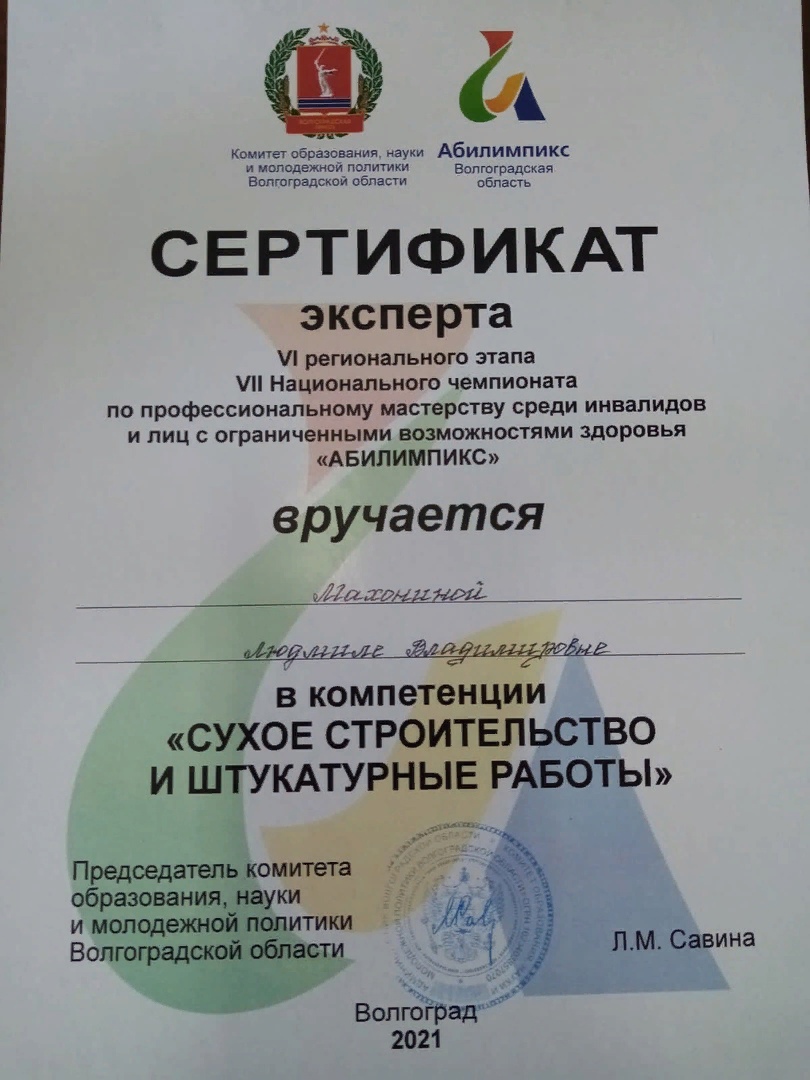 ВОЛГОГРАДСКАЯ
Комитет образования, науки
и молодежной политики
Волгоградской области
Абилимпикс
Волгоградская
область
СЕРТИФИКАТ
эксперта
VI регионального этапа
VII Национального чемпионата
по профессиональному мастерству среди инвалидов
и лиц с ограниченными возможностями здоровья
«АБИЛИМПИКС»
вручается
Махониной
Людмиле Владимировне
в компетенции
«СУХОЕ СТРОИТЕЛЬСТВО
И ШТУКАТУРНЫЕ РАБОТЫ»
Председатель комитета
образования, науки
и молодежной политики
Волгоградской области
Л.М. Савина
Волгоград
2021